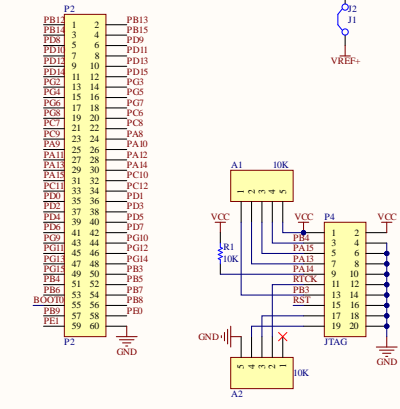 P2
PB12 1 2 PB13
PB14 3 4 PB15
PD8 5 6 PD9
PD10 7 8 PD11
PD12 9 10 PD13
PD14 11 12 PD15
PG2 13 14 PG3
PG4 15 16 PG5
PG6 17 18 PG7
PG8 19 20 PC6
PC7 21 22 PC8
PC9 23 24 PA8
PA9 25 26 PA10
PA11 27 28 PA12
PA13 29 30 PA14
PA15 31 32 PC10
PC11 33 34 PC12
PD0 35 36 PD1
PD2 37 38 PD3
PD4 39 40 PD5
PD6 41 42 PD7
PG9 43 44 PG10
PG11 45 46 PG12
PG13 47 48 PG14
PG15 49 50 PB3
PB4 51 52 PB5
PB6 53 54 PB7
BOOT0 55 56 PB8
PB9 57 58 PE0
PE1 59 60
P2
GND
J2
J1
VREF+
A1 10K
1 2 3 4 5
VCC
R1
10K
VCC
P4
VCC
1 2
PB4 3 4
PA15 5 6
PA13 7 8
PA14 9 10
RTCK 11 12
PB3 13 14
RST 15 16
17 18
19 20
JTAG
GND
GND
5 4 3 2 1
10K
A2